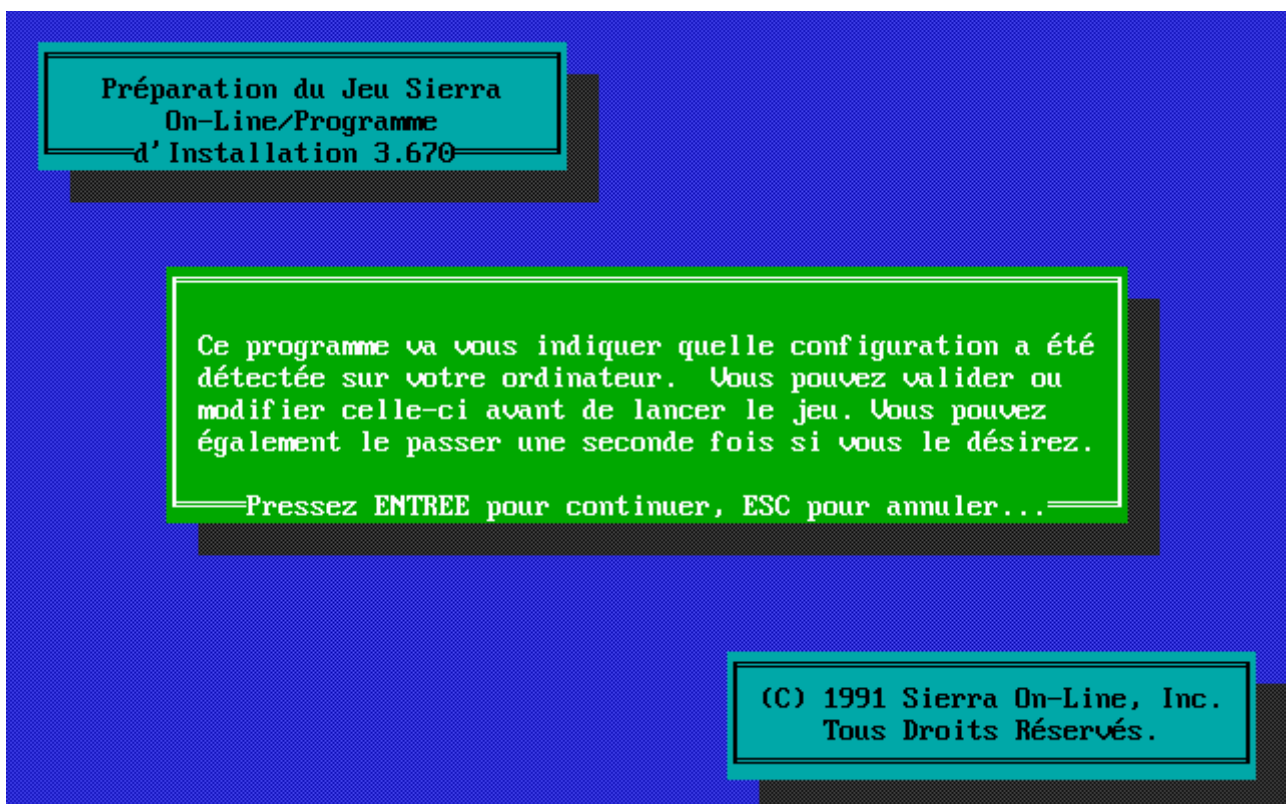 Préparation du Jeu Sierra
On-Line/Programme
d'Installation 3.670
Ce programme va vous indiquer quelle configuration a été
détectée sur votre ordinateur.  Vous pouvez valider ou
modifier celle-ci avant de lancer le jeu. Vous pouvez
également le passer une seconde fois si vous le désirez.
Pressez ENTREE pour continuer, ESC pour annuler...
(C) 1991 Sierra On-Line, Inc.
Tous Droits Réservés.